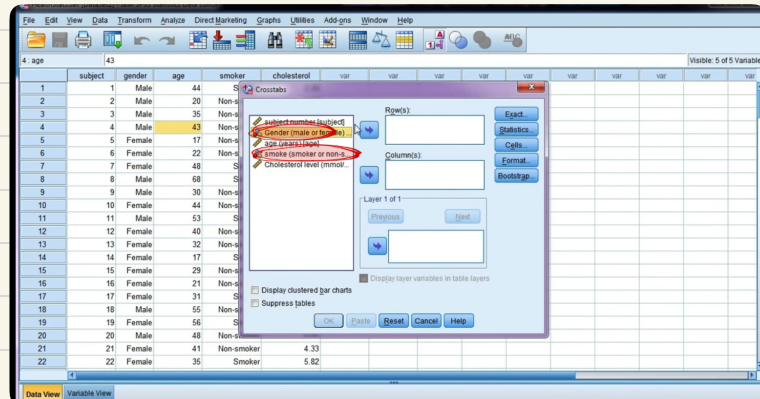 File Edit View Data Transform Analyze Direct Marketing Graphs Utilities Add-ons Window Help
4 : age 43 Visible: 5 of 5 Variable
subject gender age smoker cholesterol var var var var var var var var
1 1 Male 44 S
2 2 Male 20 Non-s
3 3 Male 35 Non-s
4 4 Male 43 Non-s
5 5 Female 17 Non-s
6 6 Female 22 Non-s
7 7 Female 48 S
8 8 Male 68 S
9 9 Male 30 Non-s
10 10 Female 44 Non-s
11 11 Male 53 S
12 12 Female 40 Non-s
13 13 Female 32 Non-s
14 14 Female 17 S
15 15 Female 29 Non-s
16 16 Female 21 Non-s
17 17 Female 31 S
18 18 Male 55 Non-s
19 19 Female 56 S
20 20 Male 48
21 21 Female 41 Non-smoker 4.33
22 22 Female 35 Smoker 5.82
Crosstabs
subject number [subject]
Gender (male or female) ...
age (years) [age]
smoke (smoker or non-s...
Cholesterol level (mmol/...
Row(s):
Column(s):
Layer 1 of 1
Previous Next
Display layer variables in table layers
Exact...
Statistics...
Cells...
Format...
Bootstrap...
Display clustered bar charts
Suppress tables
OK Paste Reset Cancel Help
Data View Variable View